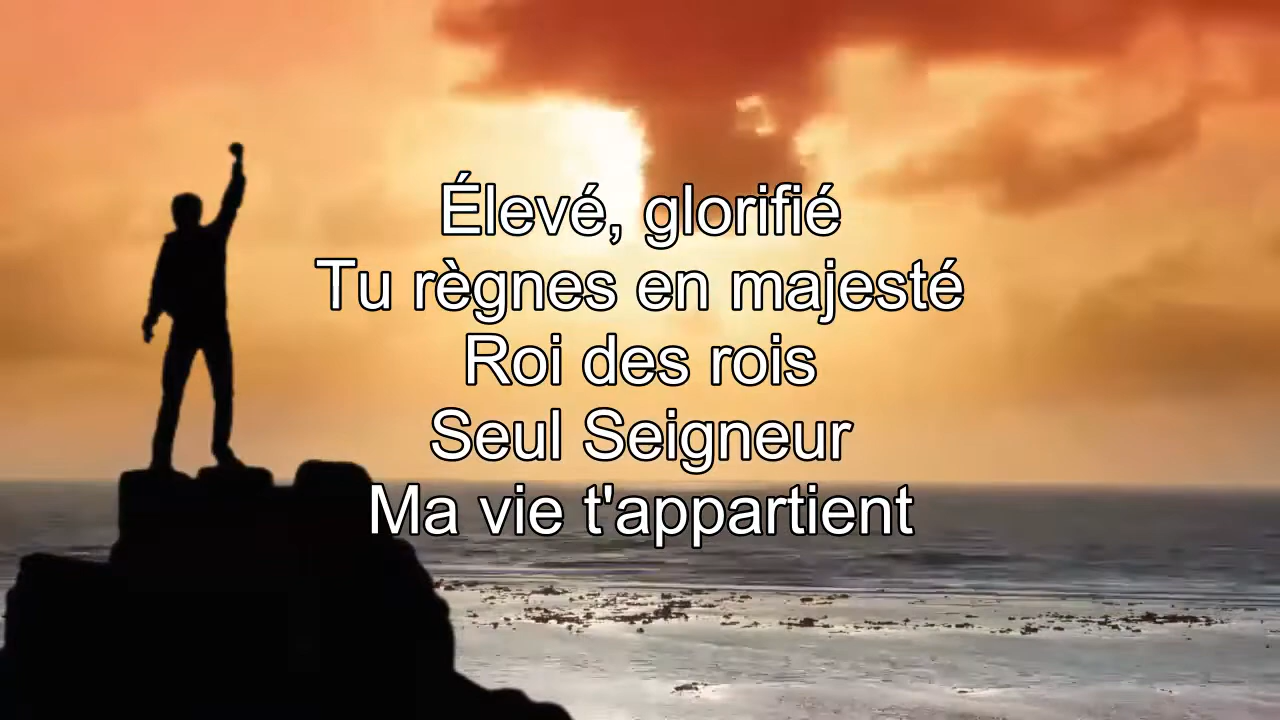 Élevé, glorifié
Tu règnes en majesté
Roi des rois
Seul Seigneur
Ma vie t'appartient